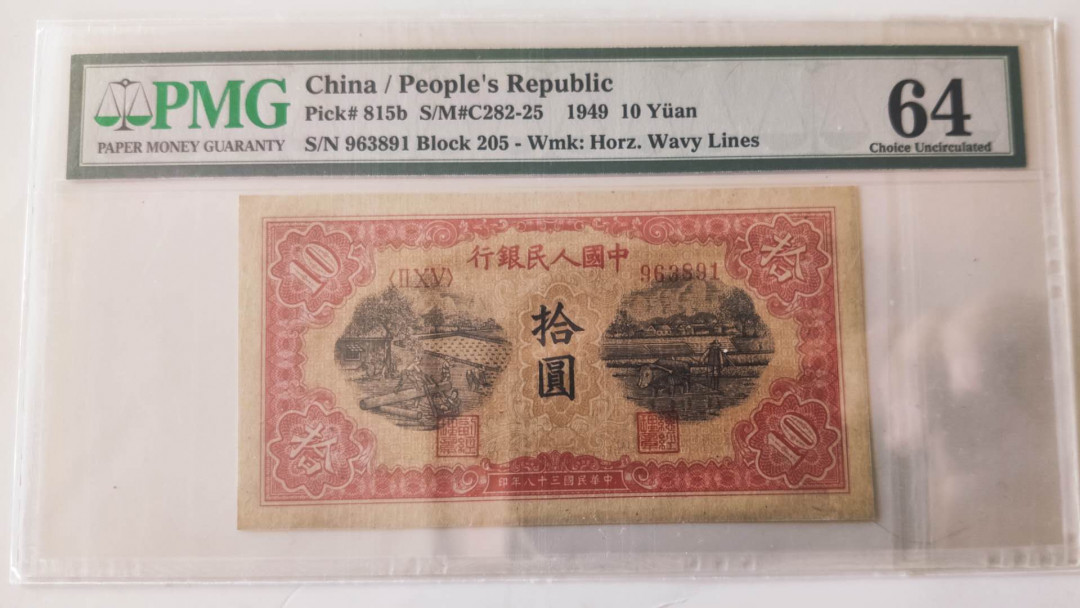 PMG
PAPER MONEY GUARANTY
China / People's Republic
Pick# 815b S/M#C282-25 1949 10 Yüan
S/N 963891 Block 205 - Wmk: Horz. Wavy Lines
64
Choice Uncirculated
10
行銀民人國中
拾
〈IIXV〉
963891
拾圓
拾
10
印年八十三國民華中